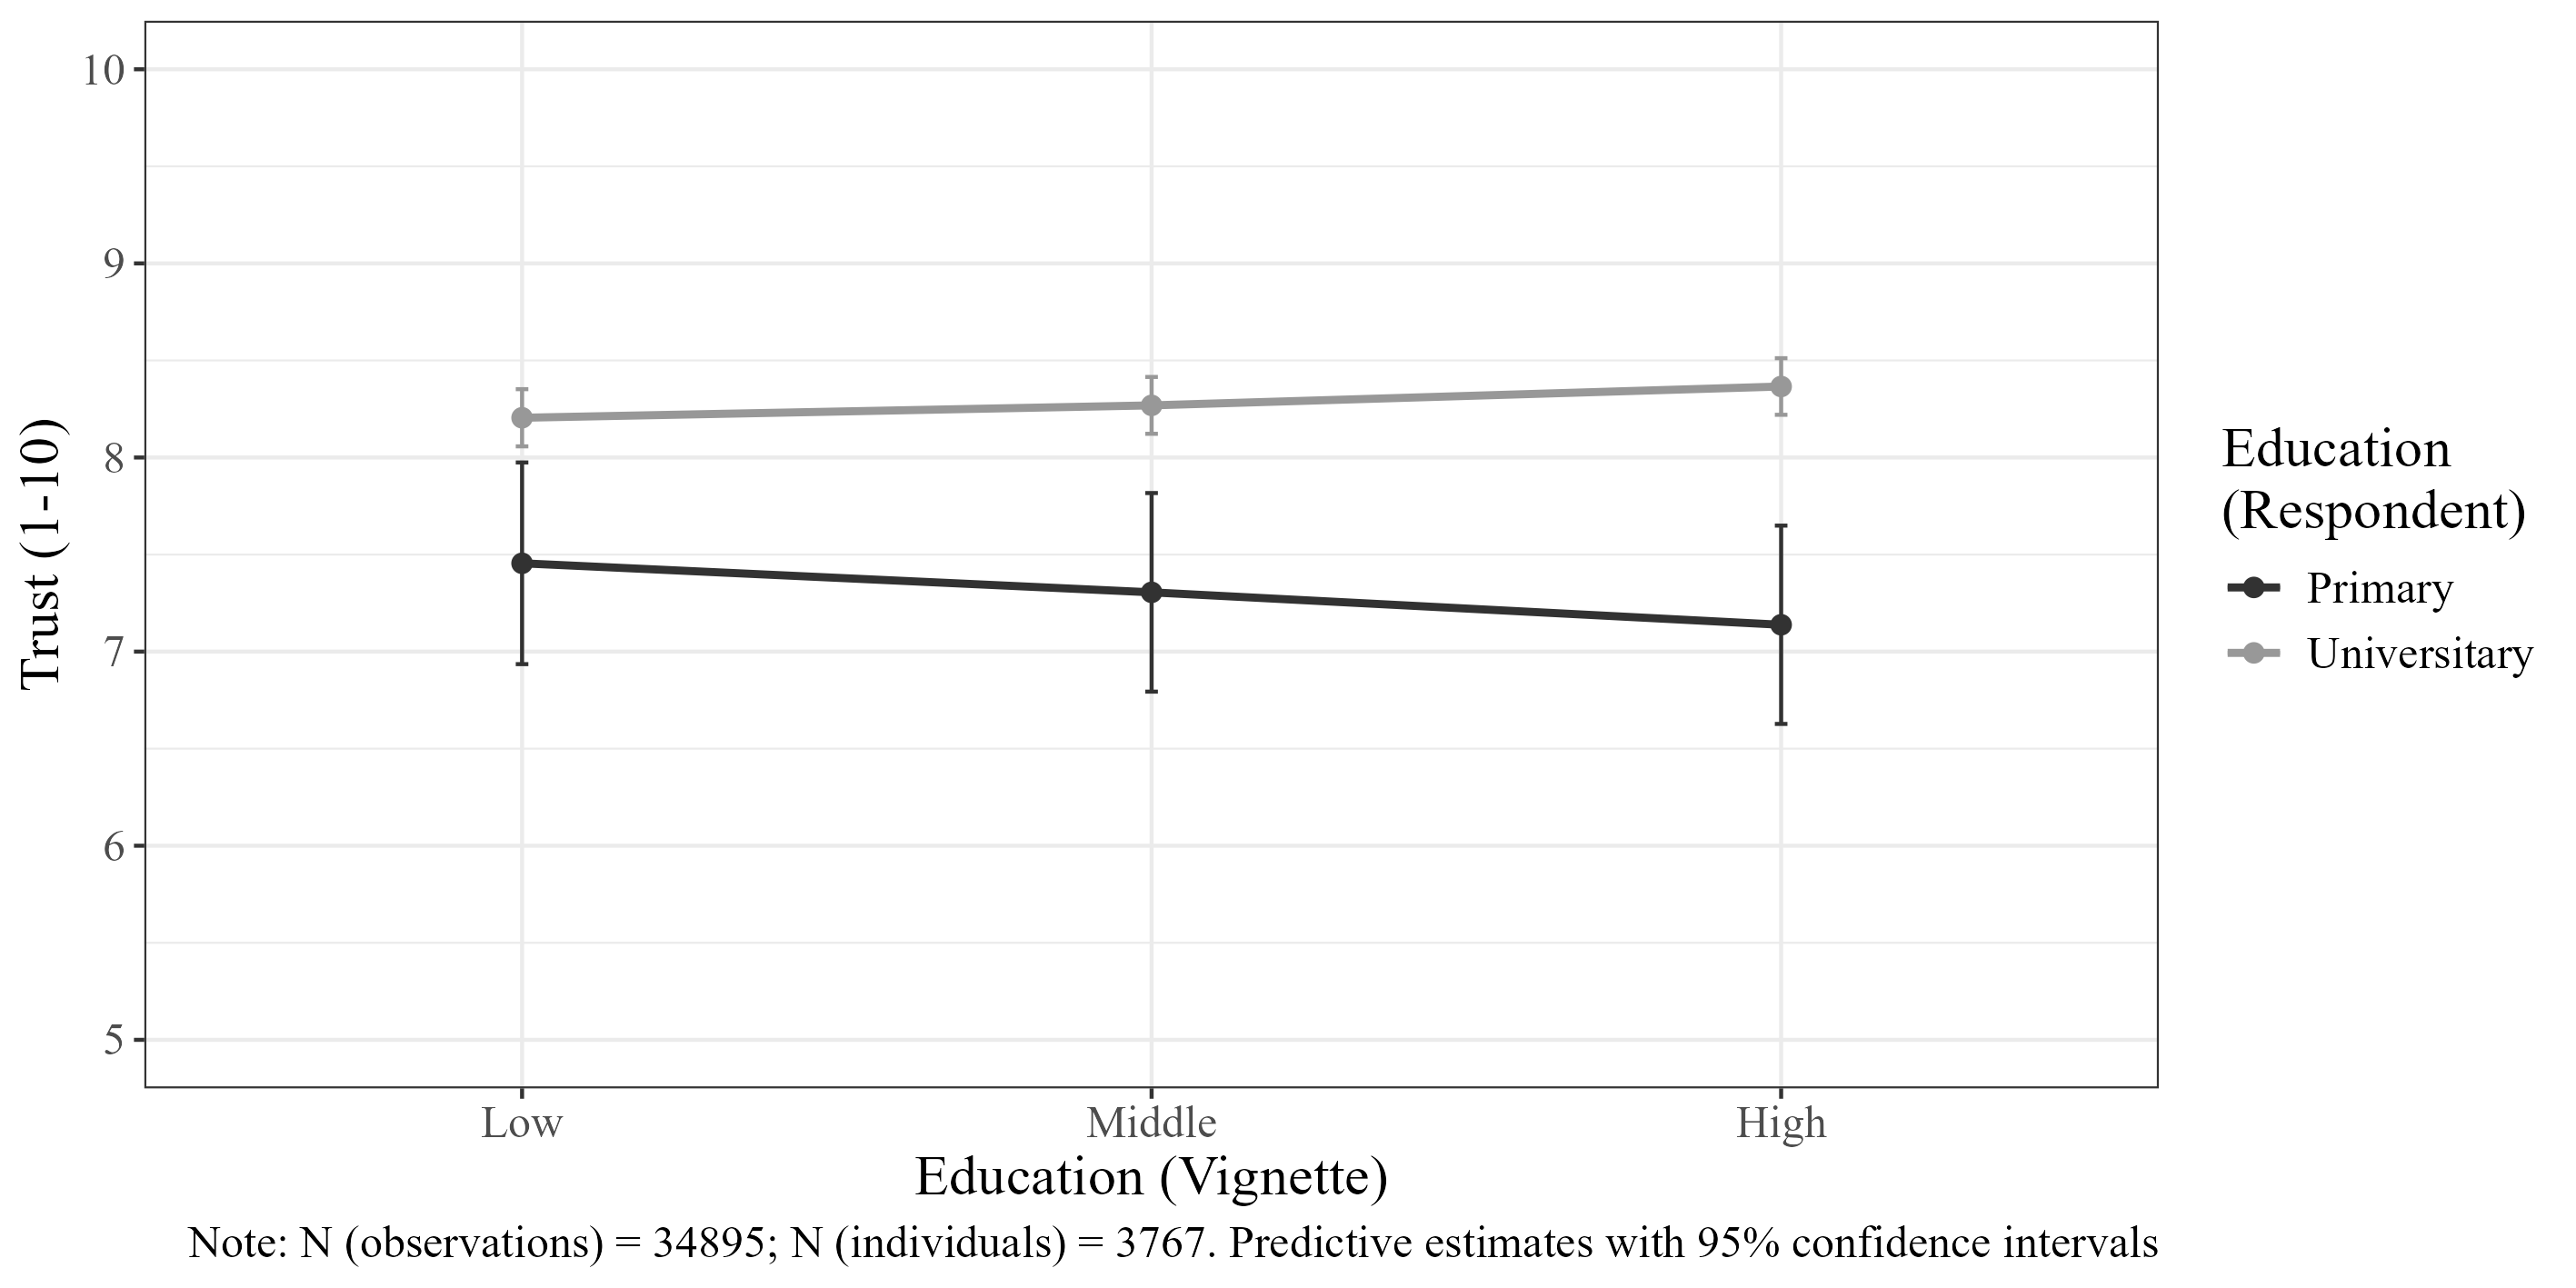 10
9
8
7
6
5
Trust (1-10)
Low
Middle
High
Education (Vignette)
Education
(Respondent)
Primary
Universitary
Note: N (observations) = 34895; N (individuals) = 3767. Predictive estimates with 95% confidence intervals